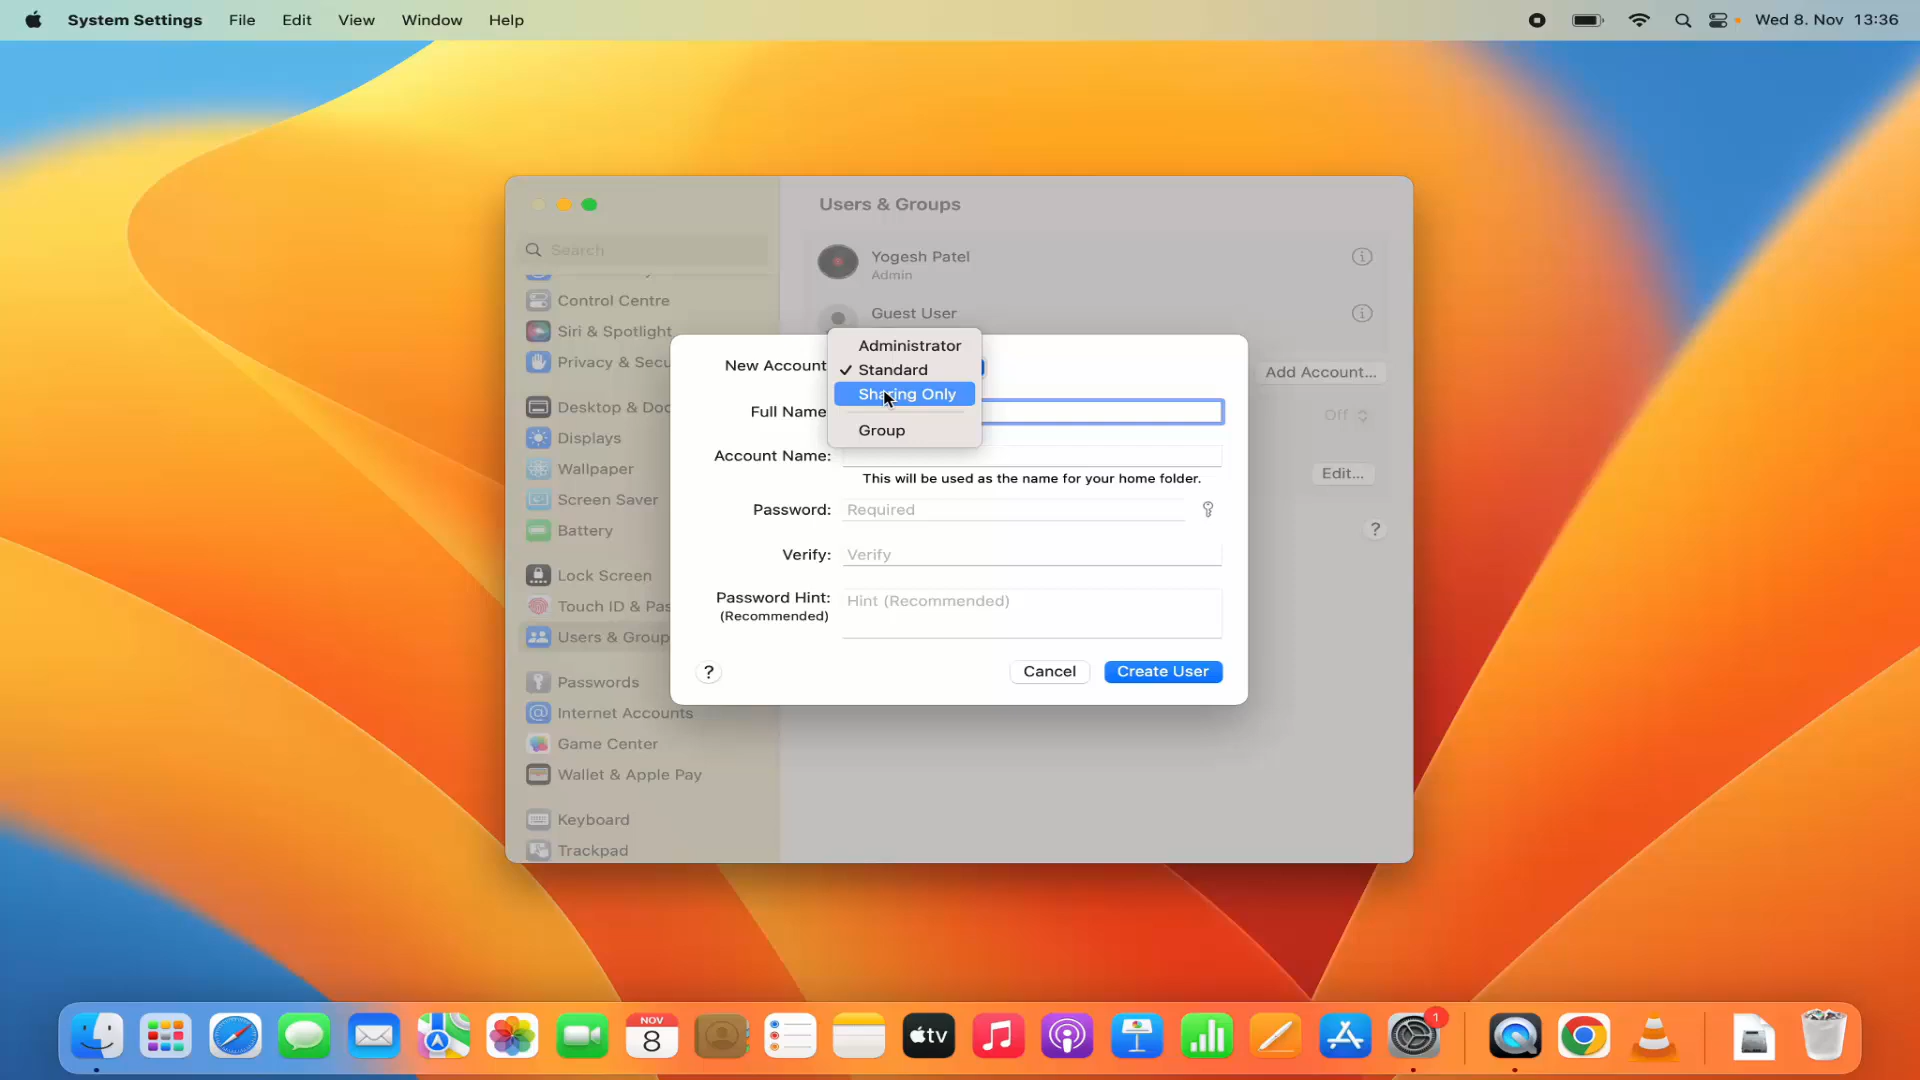 System Settings File Edit View Window Help Wed 8. Nov 13:36
Users & Groups
Search
Yogesh Patel
Admin
Control Centre
Guest User
Siri & Spotlight
Privacy & Secu
Administrator
New Account
Standard
Add Account...
Sharing Only
Desktop & Doc
Full Name
Off
Group
Displays
Account Name:
Wallpaper
This will be used as the name for your home folder.
Edit...
Screen Saver
Password: Required
Battery
?
Verify: Verify
Lock Screen
Password Hint: Hint (Recommended)
(Recommended)
Touch ID & Pas
Users & Group
? Cancel Create User
Passwords
Internet Accounts
Game Center
Wallet & Apple Pay
Keyboard
Trackpad
NOV
8
tv
1